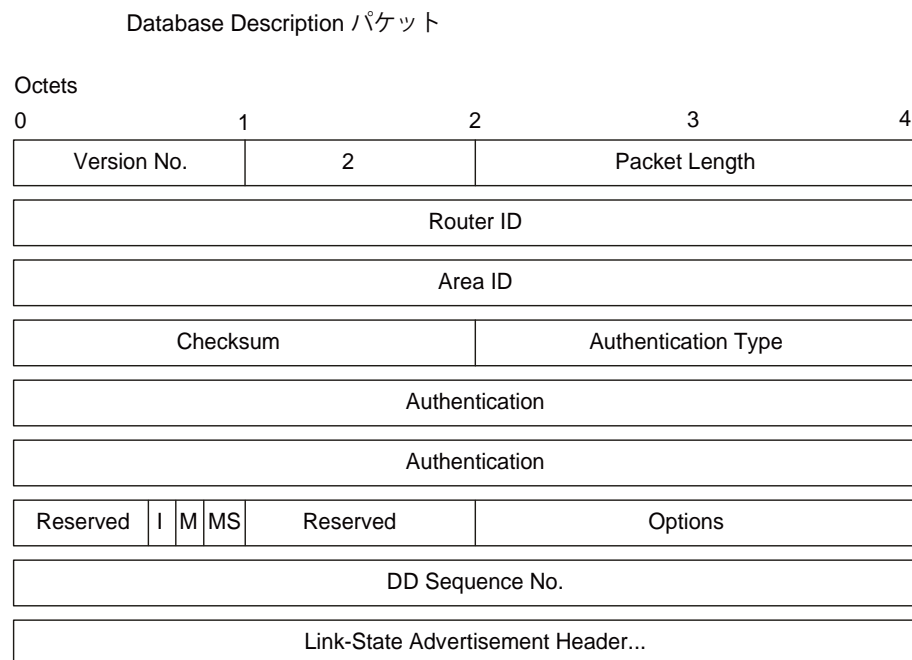 Database Description パケット
Octets
0 1 2 3 4
Version No. 2 Packet Length
Router ID
Area ID
Checksum Authentication Type
Authentication
Authentication
Reserved I M MS Reserved Options
DD Sequence No.
Link-State Advertisement Header...